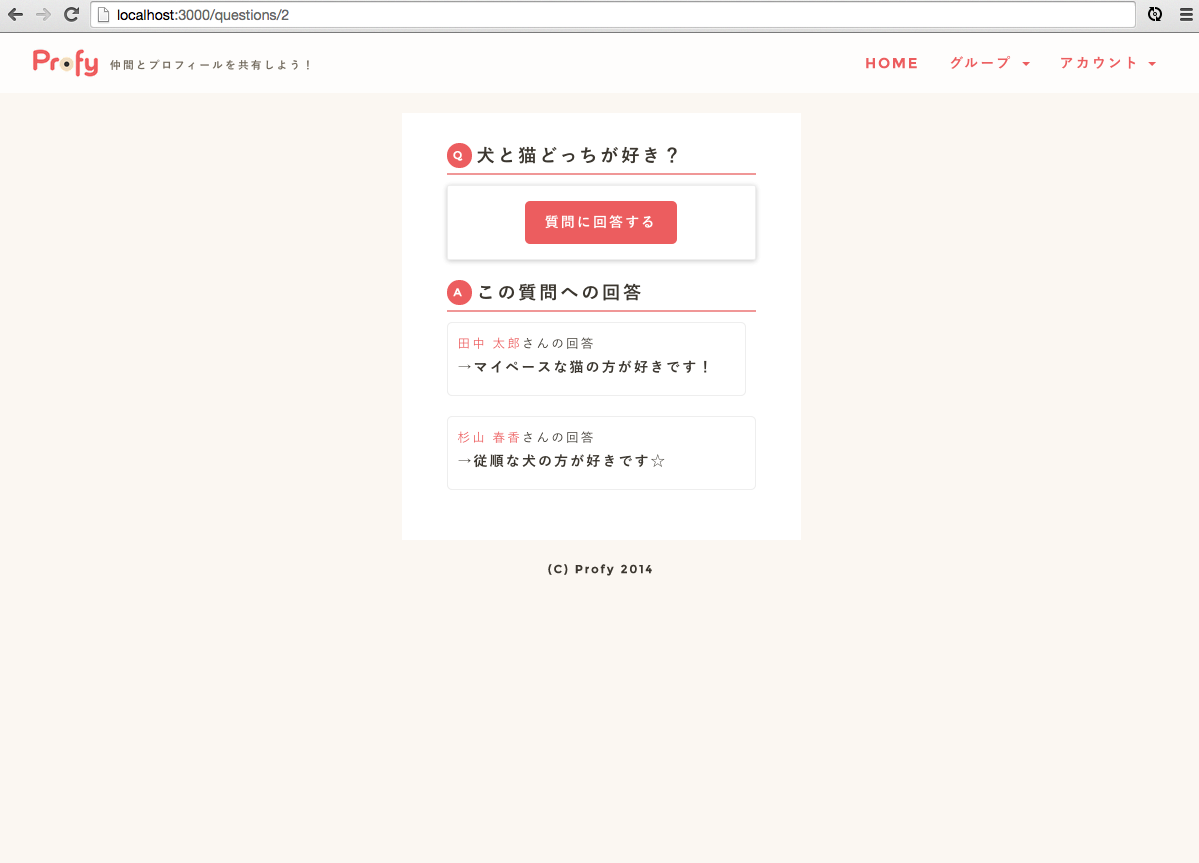 localhost:3000/questions/2
Profy 仲間とプロフィールを共有しよう！
HOME グループ アカウント
Q 犬と猫どっちが好き？
質問に回答する
A この質問への回答
田中 太郎さんの回答
→マイペースな猫の方が好きです！
杉山 春香さんの回答
→従順な犬の方が好きです☆
(C) Profy 2014